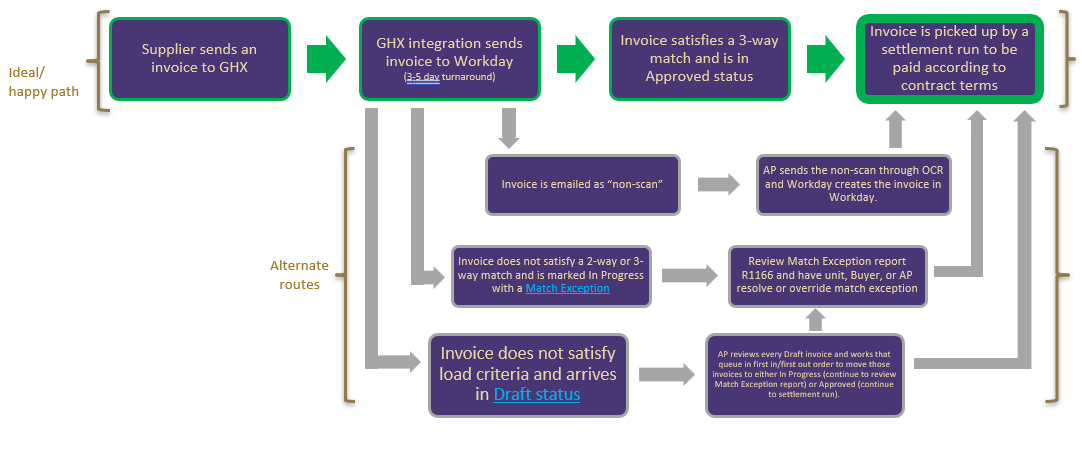 Ideal/
happy path
Supplier sends an
invoice to GHX
GHX integration sends
invoice to Workday
(3-5 day turnaround)
Invoice satisfies a 3-way
match and is in
Approved status
Invoice is picked up by a
settlement run to be
paid according to
contract terms
Alternate
routes
Invoice is emailed as “non-scan”
AP sends the non-scan through OCR
and Workday creates the invoice in
Workday.
Invoice does not satisfy a 2-way or 3-
way match and is marked In Progress
with a Match Exception
Review Match Exception report
R1166 and have unit, Buyer, or AP
resolve or override match exception
Invoice does not satisfy
load criteria and arrives
in Draft status
AP reviews every Draft invoice and works that
queue in first in/first out order to move those
invoices to either In Progress (continue to review
Match Exception report) or Approved (continue
to settlement run).